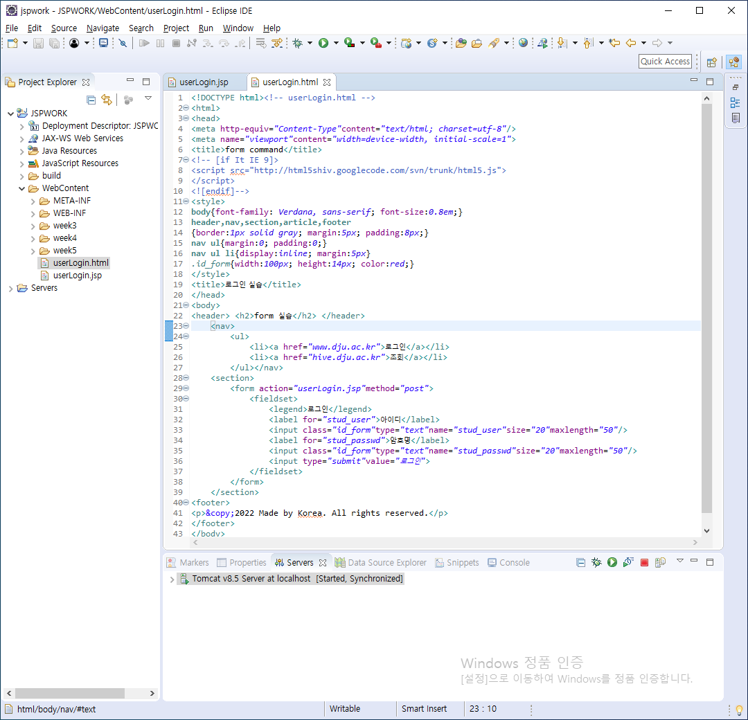 jspwork - JSPWORK/WebContent/userLogin.html - Eclipse IDE
File Edit Source Navigate Search Project Run Window Help
Quick Access
Project Explorer
JSPWORK
Deployment Descriptor: JSPWO
JAX-WS Web Services
Java Resources
JavaScript Resources
build
WebContent
META-INF
WEB-INF
week3
week4
week5
userLogin.html
userLogin.jsp
Servers
userLogin.jsp userLogin.html
1 <!DOCTYPE html><!-- userLogin.html -->
2 <html>
3 <head>
4 <meta http-equiv="Content-Type"content="text/html; charset=utf-8"/>
5 <meta name="viewport"content="width=device-width, initial-scale=1">
6 <title>form command</title>
7 <!-- [if It IE 9]>
8 <script src="http://html5shiv.googlecode.com/svn/trunk/html5.js">
9 </script>
10 <![endif]-->
11 <style>
12 body{font-family: Verdana, sans-serif; font-size:0.8em;}
13 header,nav,section,article,footer
14 {border:1px solid gray; margin:5px; padding:8px;}
15 nav ul{margin:0; padding:0;}
16 nav ul li{display:inline; margin:5px}
17 .id_form{width:100px; height:14px; color:red;}
18 </style>
19 <title>로그인 실습</title>
20 </head>
21 <body>
22 <header> <h2>form 실습</h2> </header>
23 <nav>
24 <ul>
25 <li><a href="www.dju.ac.kr">로그인</a></li>
26 <li><a href="hive.dju.ac.kr">조회</a></li>
27 </ul></nav>
28 <section>
29 <form action="userLogin.jsp"method="post">
30 <fieldset>
31 <legend>로그인</legend>
32 <label for="stud_user">아이디</label>
33 <input class="id_form"type="text"name="stud_user"size="20"maxlength="50"/>
34 <label for="stud_passwd">암호명</label>
35 <input class="id_form"type="text"name="stud_passwd"size="20"maxlength="50"/>
36 <input type="submit"value="로그인">
37 </fieldset>
38 </form>
39 </section>
40 <footer>
41 <p>&copy;2022 Made by Korea. All rights reserved.</p>
42 </footer>
43 </body>
Markers Properties Servers Data Source Explorer Snippets Console
Tomcat v8.5 Server at localhost [Started, Synchronized]
Windows 정품 인증
[설정]으로 이동하여 Windows를 정품 인증합니다.
html/body/nav/#text Writable Smart Insert 23 : 10